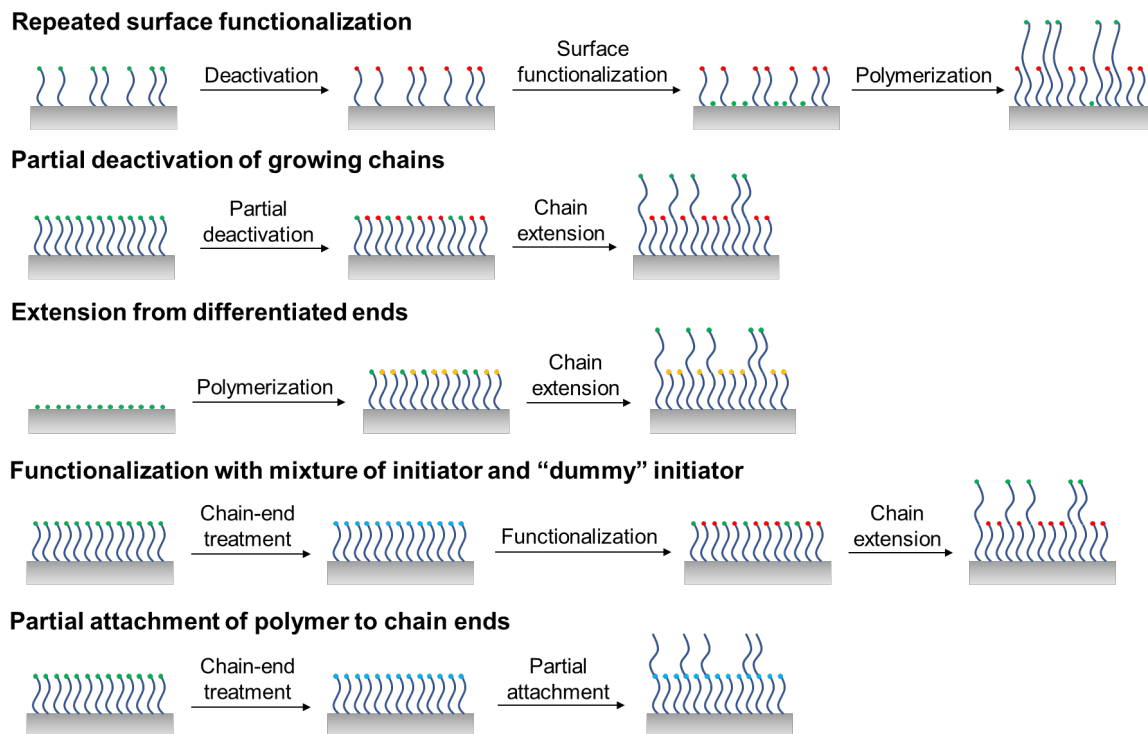 Repeated surface functionalization
Deactivation
Surface
functionalization
Polymerization
Partial deactivation of growing chains
Partial
deactivation
Chain
extension
Extension from differentiated ends
Polymerization
Chain
extension
Functionalization with mixture of initiator and “dummy” initiator
Chain-end
treatment
Functionalization
Chain
extension
Partial attachment of polymer to chain ends
Chain-end
treatment
Partial
attachment